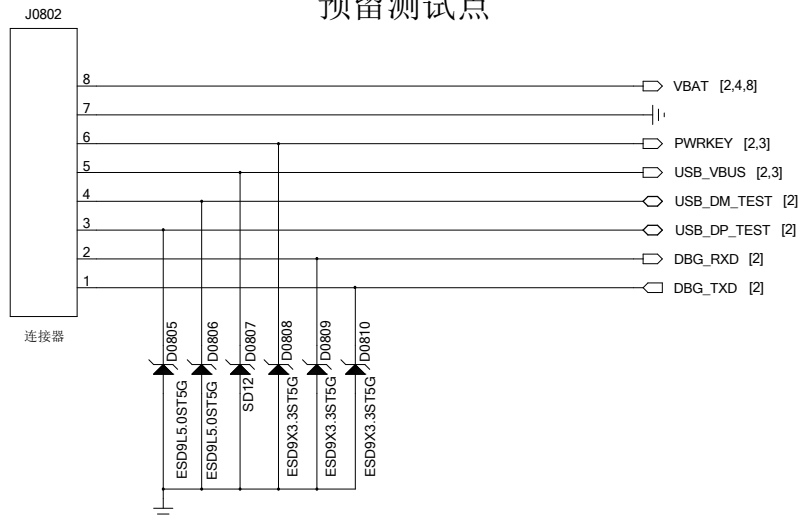 预留测试点
J0802
8
VBAT [2,4,8]
7
6
PWRKEY [2,3]
5
USB_VBUS [2,3]
4
USB_DM_TEST [2]
3
USB_DP_TEST [2]
2
DBG_RXD [2]
1
DBG_TXD [2]
连接器
D0805
D0806
D0807
D0808
D0809
D0810
ESD9L5.0ST5G
ESD9L5.0ST5G
SD12
ESD9X3.3ST5G
ESD9X3.3ST5G
ESD9X3.3ST5G